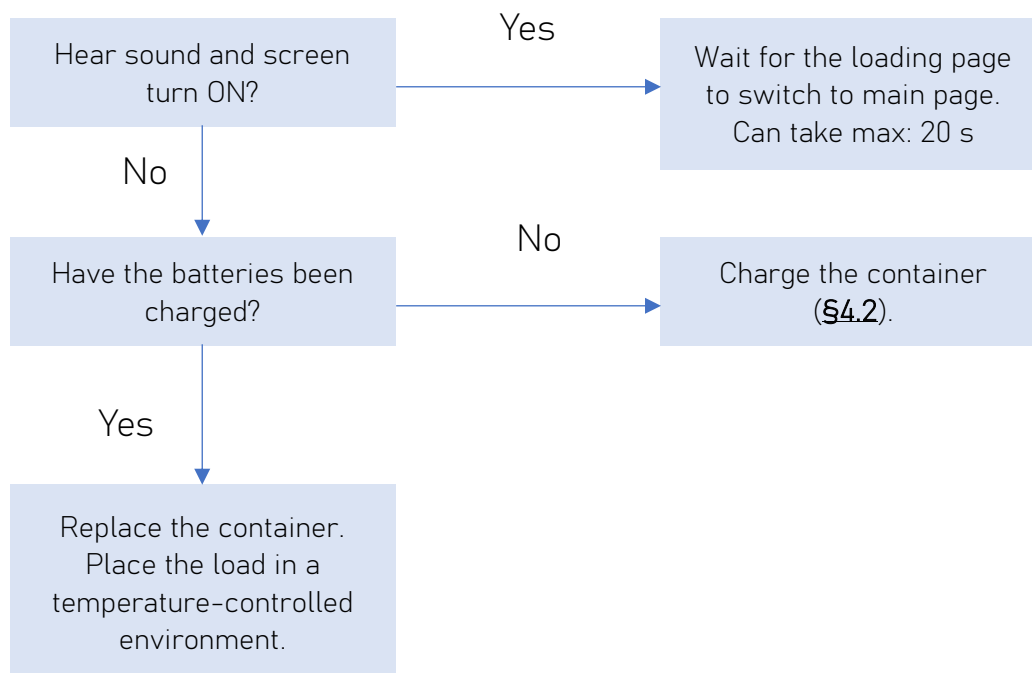 Hear sound and screen
turn ON?
Yes
Wait for the loading page
to switch to main page.
Can take max: 20 s
No
Have the batteries been
charged?
No
Charge the container
(§4.2).
Yes
Replace the container.
Place the load in a
temperature-controlled
environment.